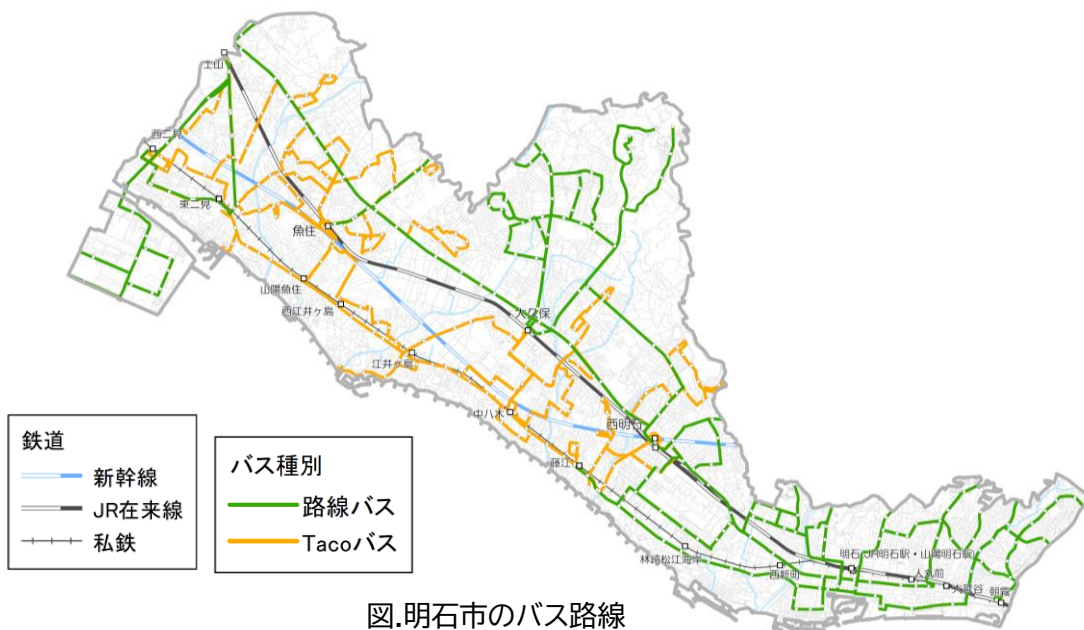 土山
西二見
東二見
魚住
山陽魚住
西江井ヶ島
江井ヶ島
大久保
中八木
西明石
藤江
林崎松江海岸
西新町
明石(JR明石駅・山陽明石駅)
人丸前
大蔵谷
朝霧
鉄道
新幹線
JR在来線
私鉄
バス種別
路線バス
Tacoバス
図.明石市のバス路線